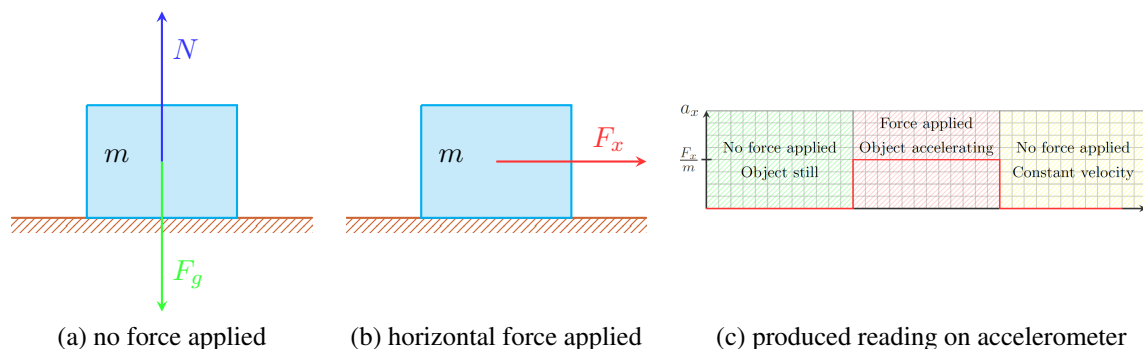 N
m
F_g
(a) no force applied
m
F_x
(b) horizontal force applied
a_x
F_x/m
No force applied
Object still
Force applied
Object accelerating
No force applied
Constant velocity
(c) produced reading on accelerometer